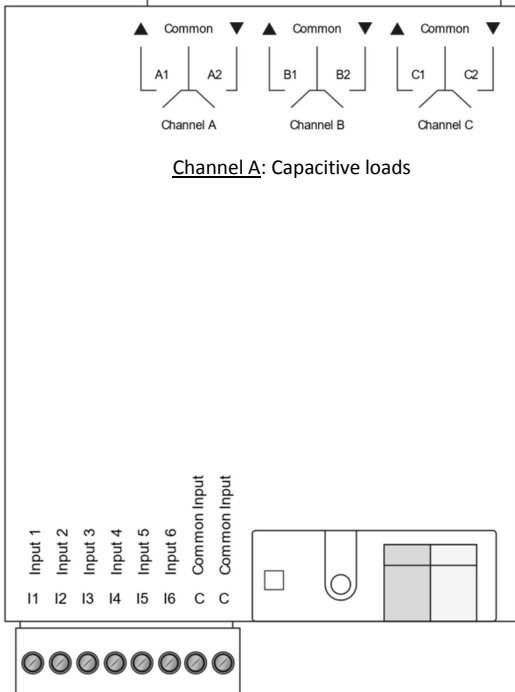 ▲ Common ▼ ▲ Common ▼ ▲ Common ▼
A1 A2 B1 B2 C1 C2
Channel A Channel B Channel C
Channel A: Capacitive loads
Input 1
Input 2
Input 3
Input 4
Input 5
Input 6
Common Input
Common Input
I1 I2 I3 I4 I5 I6 C C